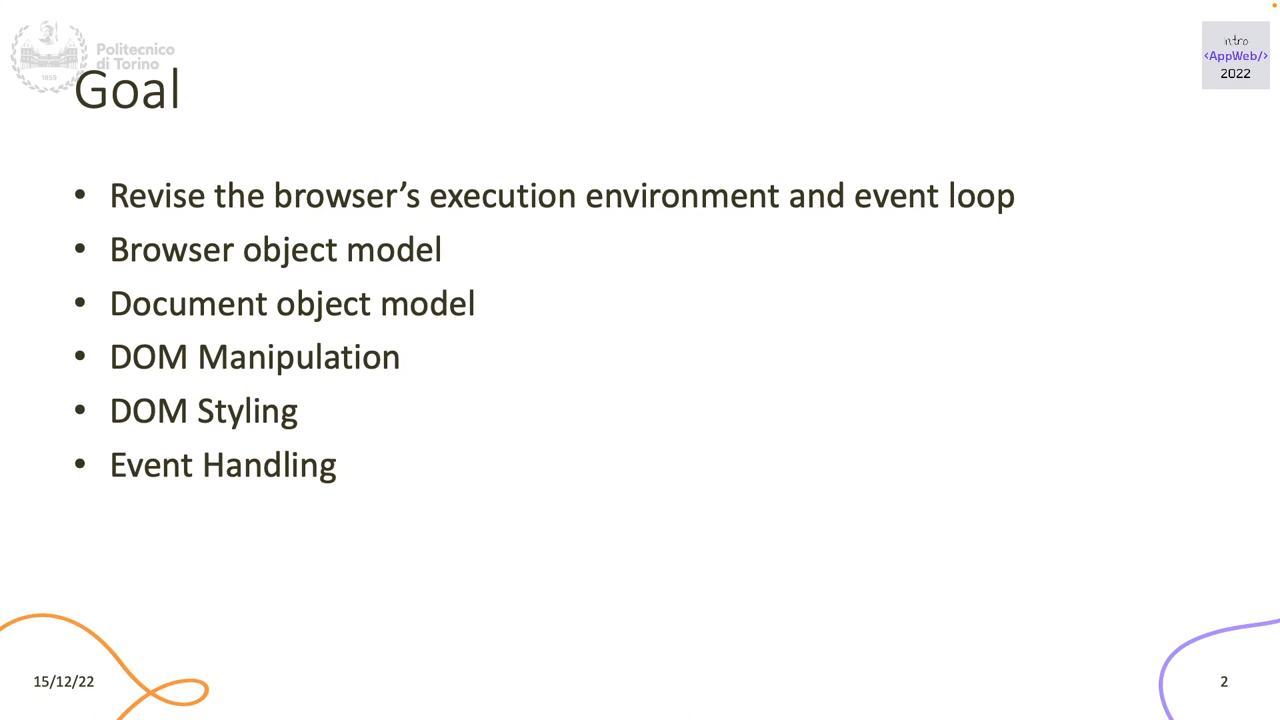 Politecnico
di Torino
1859
Goal
intro
<AppWeb/>
2022
• Revise the browser’s execution environment and event loop
• Browser object model
• Document object model
• DOM Manipulation
• DOM Styling
• Event Handling
15/12/22
2